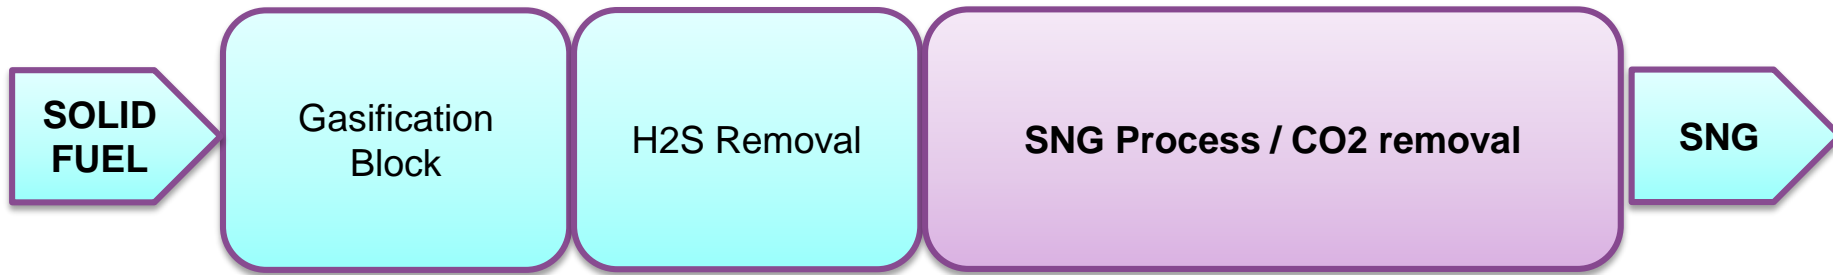 SOLID
FUEL
Gasification
Block
H2S Removal
SNG Process / CO2 removal
SNG